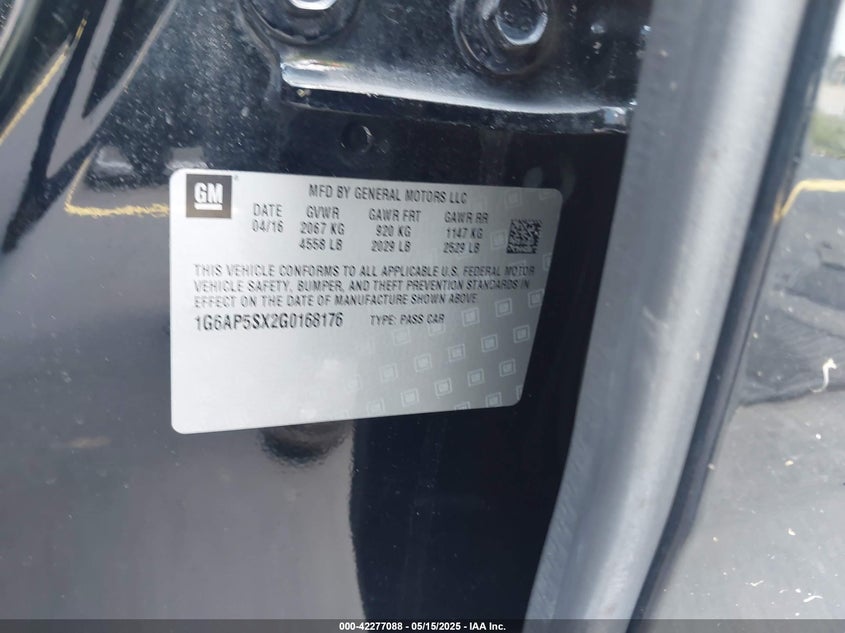 GM
MFD BY GENERAL MOTORS LLC
DATE GVWR GAWR FRT GAWR RR
04/16 2067 KG 920 KG 1147 KG
4558 LB 2029 LB 2529 LB
THIS VEHICLE CONFORMS TO ALL APPLICABLE U.S. FEDERAL MOTOR
VEHICLE SAFETY, BUMPER, AND THEFT PREVENTION STANDARDS IN
EFFECT ON THE DATE OF MANUFACTURE SHOWN ABOVE.
1G6AP5SX2G0168176 TYPE: PASS CAR
000-42277088 - 05/15/2025 - IAA Inc.